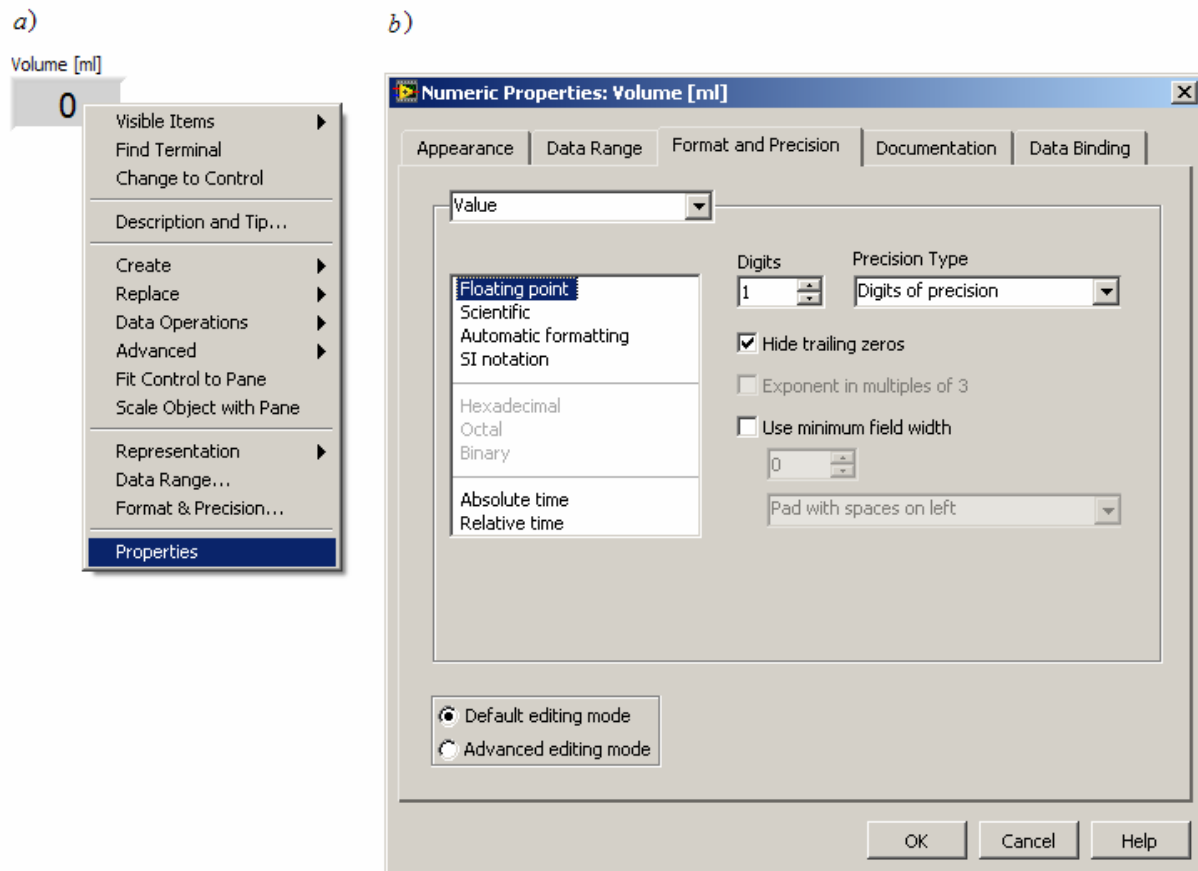 a)
Volume [ml]
0
Visible Items
Find Terminal
Change to Control
Description and Tip...
Create
Replace
Data Operations
Advanced
Fit Control to Pane
Scale Object with Pane
Representation
Data Range...
Format & Precision...
Properties
b)
Numeric Properties: Volume [ml]
Appearance Data Range Format and Precision Documentation Data Binding
Value
Floating point
Scientific
Automatic formatting
SI notation
Hexadecimal
Octal
Binary
Absolute time
Relative time
Digits Precision Type
1 Digits of precision
Hide trailing zeros
Exponent in multiples of 3
Use minimum field width
0
Pad with spaces on left
Default editing mode
Advanced editing mode
OK Cancel Help